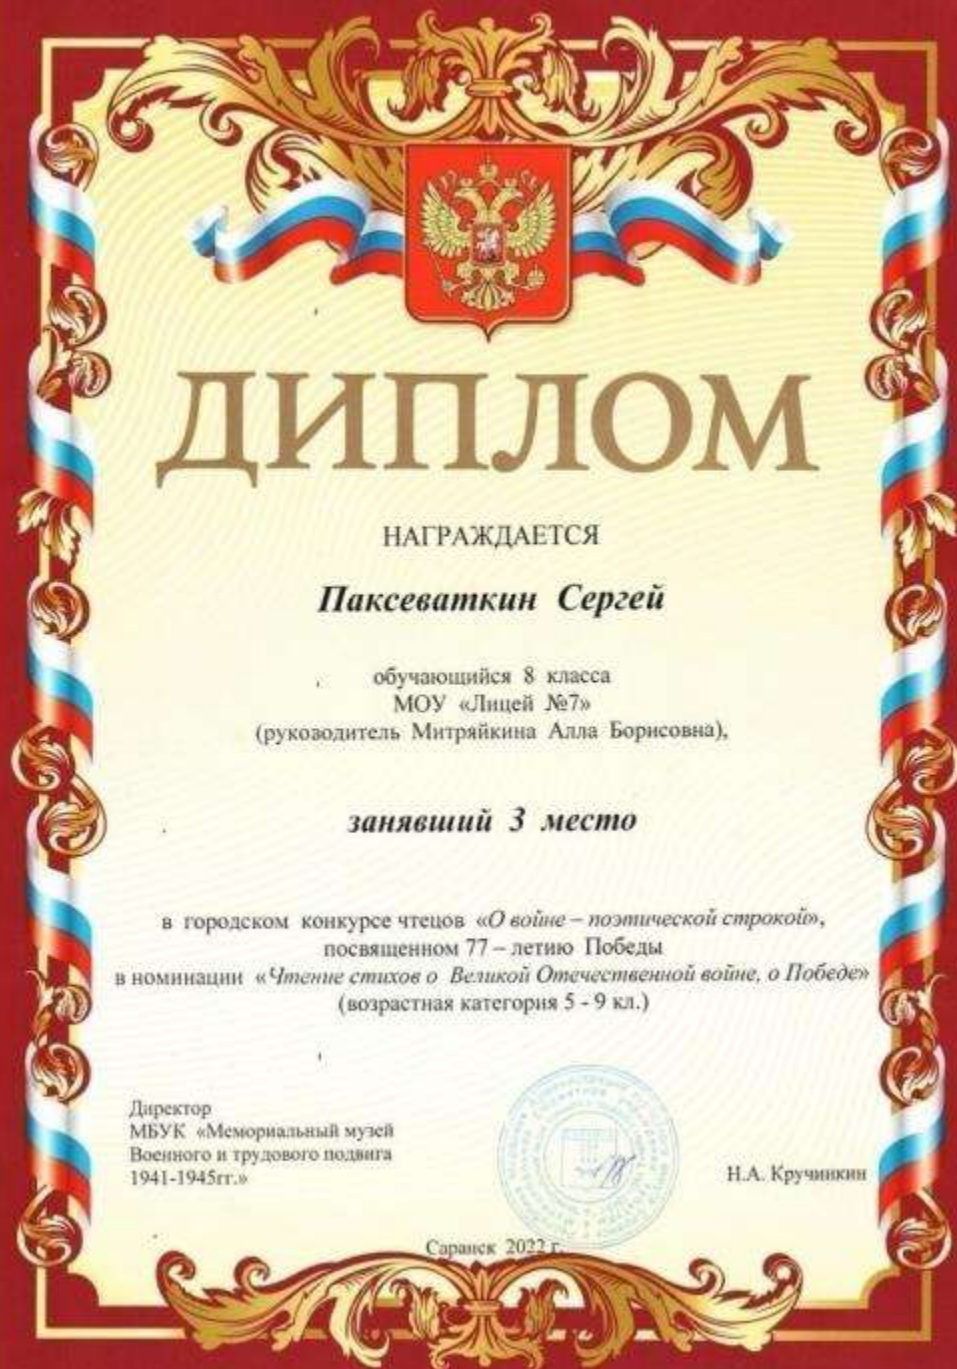 ДИПЛОМ
НАГРАЖДАЕТСЯ
Паксеваткин Сергей
обучающийся 8 класса
МОУ «Лицей №7»
(руководитель Митряйкина Алла Борисовна),
занявший 3 место
в городском конкурсе чтецов «О войне – поэтической строкой»,
посвященном 77 – летию Победы
в номинации «Чтение стихов о Великой Отечественной войне, о Победе»
(возрастная категория 5 - 9 кл.)
Директор
МБУК «Мемориальный музей
Военного и трудового подвига
1941-1945гг.»
Н.А. Кручинкин
Саранск 2022 г.